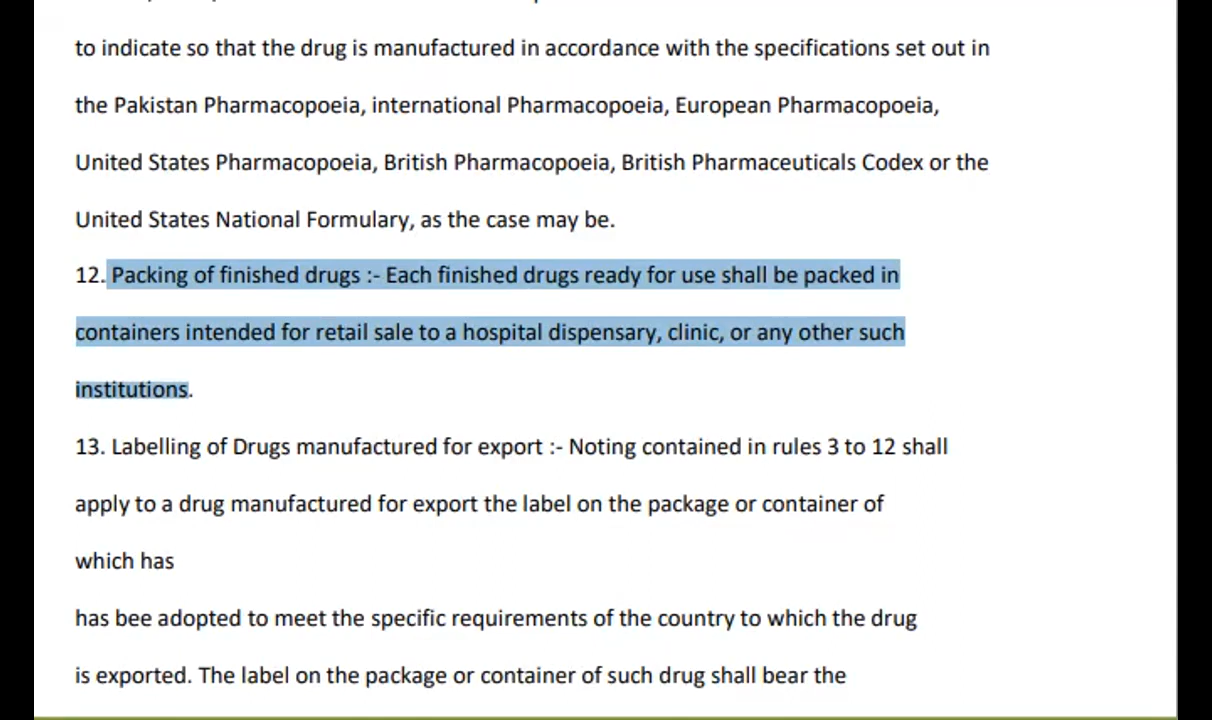 to indicate so that the drug is manufactured in accordance with the specifications set out in
the Pakistan Pharmacopoeia, international Pharmacopoeia, European Pharmacopoeia,
United States Pharmacopoeia, British Pharmacopoeia, British Pharmaceuticals Codex or the
United States National Formulary, as the case may be.
12. Packing of finished drugs :- Each finished drugs ready for use shall be packed in
containers intended for retail sale to a hospital dispensary, clinic, or any other such
institutions.
13. Labelling of Drugs manufactured for export :- Noting contained in rules 3 to 12 shall
apply to a drug manufactured for export the label on the package or container of
which has
has bee adopted to meet the specific requirements of the country to which the drug
is exported. The label on the package or container of such drug shall bear the